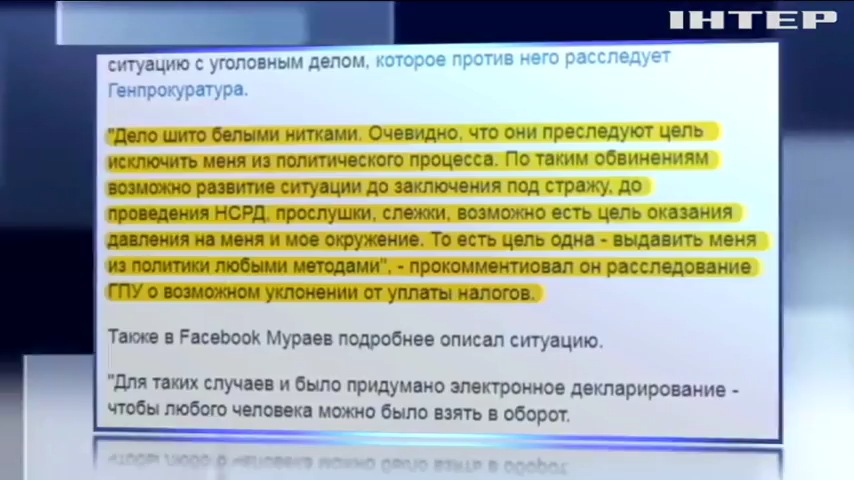 ІНТЕР
ситуацию с уголовным делом, которое против него расследует
Генпрокуратура.
"Дело шито белыми нитками. Очевидно, что они преследуют цель
исключить меня из политического процесса. По таким обвинениям
возможно развитие ситуации до заключения под стражу, до
проведения НСРД, прослушки, слежки, возможно есть цель оказания
давления на меня и мое окружение. То есть цель одна - выдавить меня
из политики любыми методами", - прокомментиовал он расследование
ГПУ о возможном уклонении от уплаты налогов.
Также в Facebook Мураев подробнее описал ситуацию.
"Для таких случаев и было придумано электронное декларирование -
чтобы любого человека можно было взять в оборот.